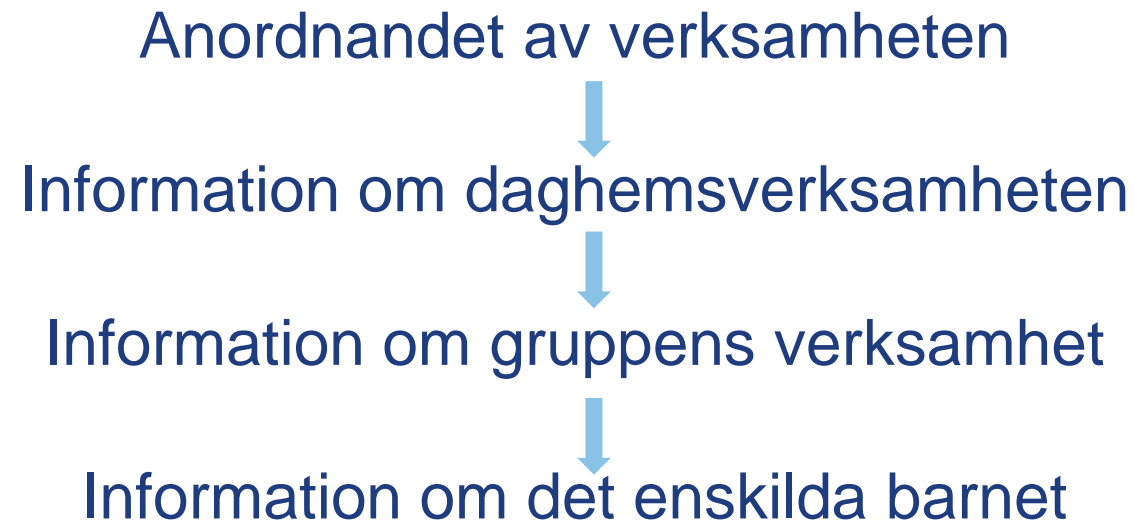 Anordnandet av verksamheten
Information om daghemsverksamheten
Information om gruppens verksamhet
Information om det enskilda barnet